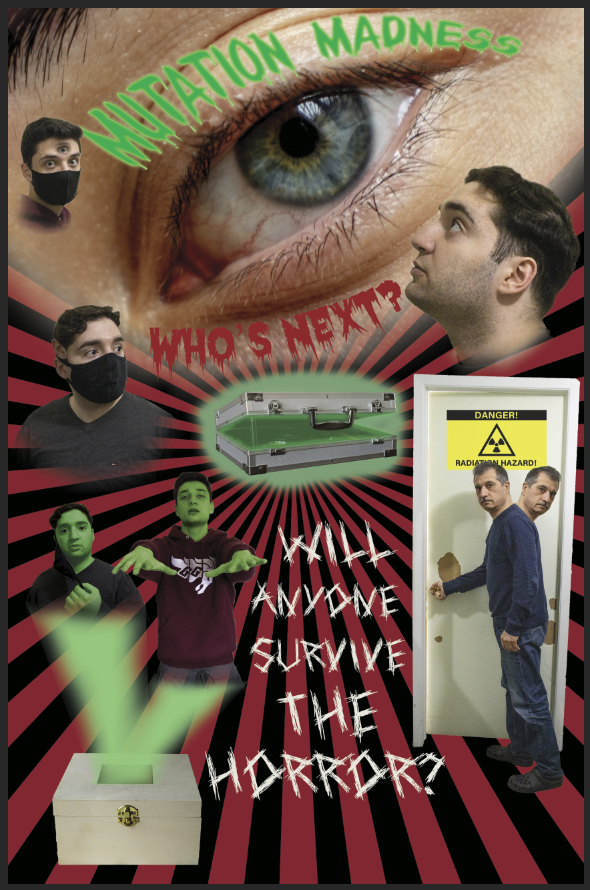 MUTATION MADNESS
WHO'S NEXT?
DANGER!
RADIATION HAZARD!
WILL
ANYONE
SURVIVE
THE
HORROR?